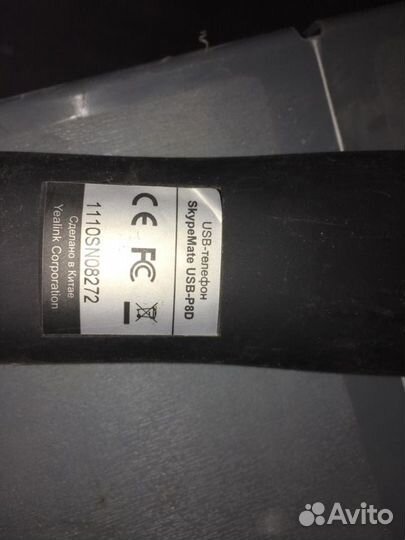 USB-телефон
SkypeMate USB-P8D
CE FC
1110SN08272
Сделано в Китае
Yealink Corporation
Avito